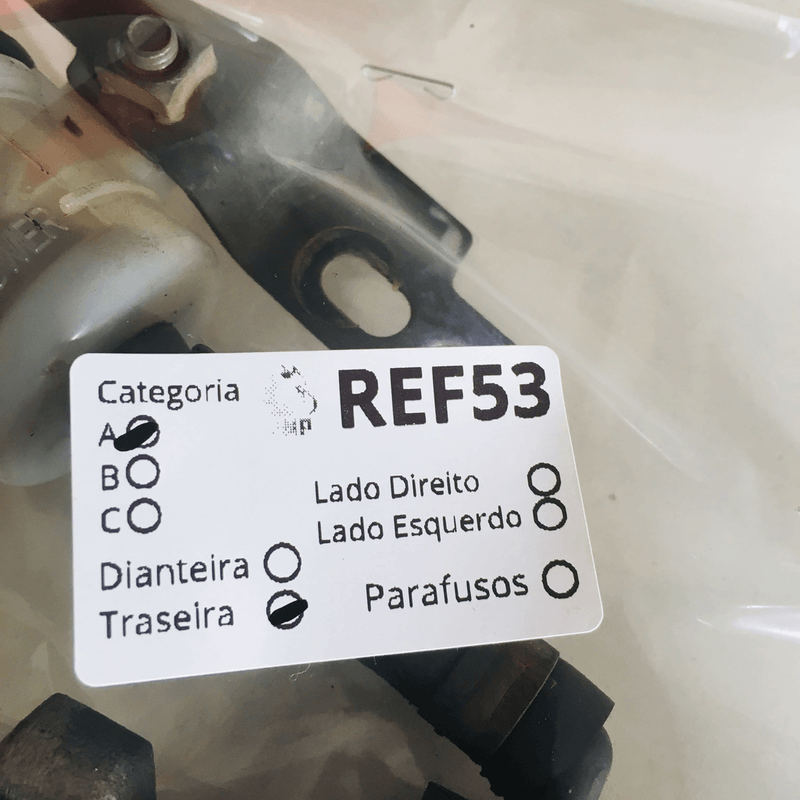 Categoria
A
B
C
Dianteira
Traseira
REF53
Lado Direito
Lado Esquerdo
Parafusos